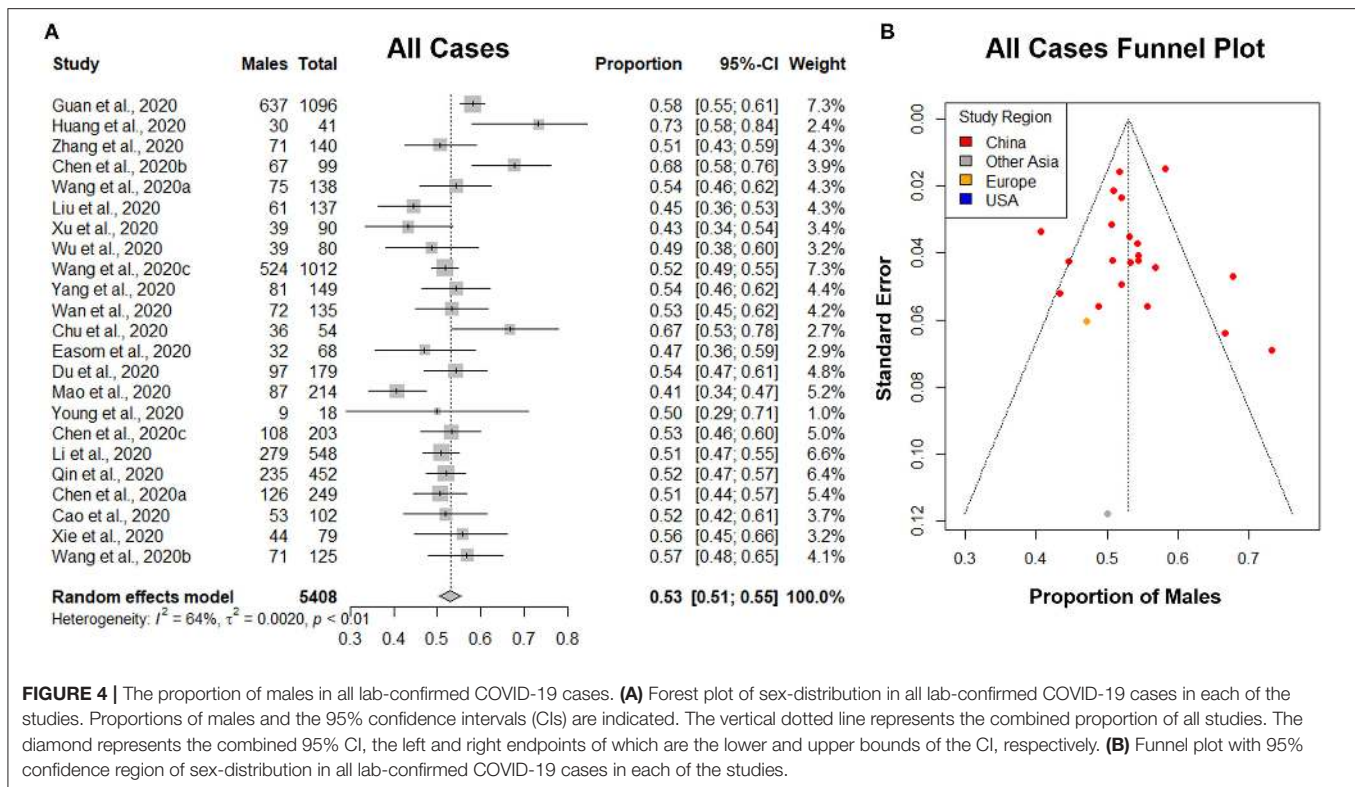 A
All Cases
Study Males Total Proportion 95%-CI Weight
Guan et al., 2020 637 1096 0.58 [0.55; 0.61] 7.3%
Huang et al., 2020 30 41 0.73 [0.58; 0.84] 2.4%
Zhang et al., 2020 71 140 0.51 [0.43; 0.59] 4.3%
Chen et al., 2020b 67 99 0.68 [0.58; 0.76] 3.9%
Wang et al., 2020a 75 138 0.54 [0.46; 0.62] 4.3%
Liu et al., 2020 61 137 0.45 [0.36; 0.53] 4.3%
Xu et al., 2020 39 90 0.43 [0.34; 0.54] 3.4%
Wu et al., 2020 39 80 0.49 [0.38; 0.60] 3.2%
Wang et al., 2020c 524 1012 0.52 [0.49; 0.55] 7.3%
Yang et al., 2020 81 149 0.54 [0.46; 0.62] 4.4%
Wan et al., 2020 72 135 0.53 [0.45; 0.62] 4.2%
Chu et al., 2020 36 54 0.67 [0.53; 0.78] 2.7%
Easom et al., 2020 32 68 0.47 [0.36; 0.59] 2.9%
Du et al., 2020 97 179 0.54 [0.47; 0.61] 4.8%
Mao et al., 2020 87 214 0.41 [0.34; 0.47] 5.2%
Young et al., 2020 9 18 0.50 [0.29; 0.71] 1.0%
Chen et al., 2020c 108 203 0.53 [0.46; 0.60] 5.0%
Li et al., 2020 279 548 0.51 [0.47; 0.55] 6.6%
Qin et al., 2020 235 452 0.52 [0.47; 0.57] 6.4%
Chen et al., 2020a 126 249 0.51 [0.44; 0.57] 5.4%
Cao et al., 2020 53 102 0.52 [0.42; 0.61] 3.7%
Xie et al., 2020 44 79 0.56 [0.45; 0.66] 3.2%
Wang et al., 2020b 71 125 0.57 [0.48; 0.65] 4.1%
Random effects model 5408 0.53 [0.51; 0.55] 100.0%
Heterogeneity: I² = 64%, τ² = 0.0020, p < 0.01
0.3 0.4 0.5 0.6 0.7 0.8
B
All Cases Funnel Plot
Study Region
China
Other Asia
Europe
USA
Standard Error
0.00
0.02
0.04
0.06
0.08
0.10
0.12
0.3 0.4 0.5 0.6 0.7
Proportion of Males
FIGURE 4 | The proportion of males in all lab-confirmed COVID-19 cases. (A) Forest plot of sex-distribution in all lab-confirmed COVID-19 cases in each of the
studies. Proportions of males and the 95% confidence intervals (CIs) are indicated. The vertical dotted line represents the combined proportion of all studies. The
diamond represents the combined 95% CI, the left and right endpoints of which are the lower and upper bounds of the CI, respectively. (B) Funnel plot with 95%
confidence region of sex-distribution in all lab-confirmed COVID-19 cases in each of the studies.